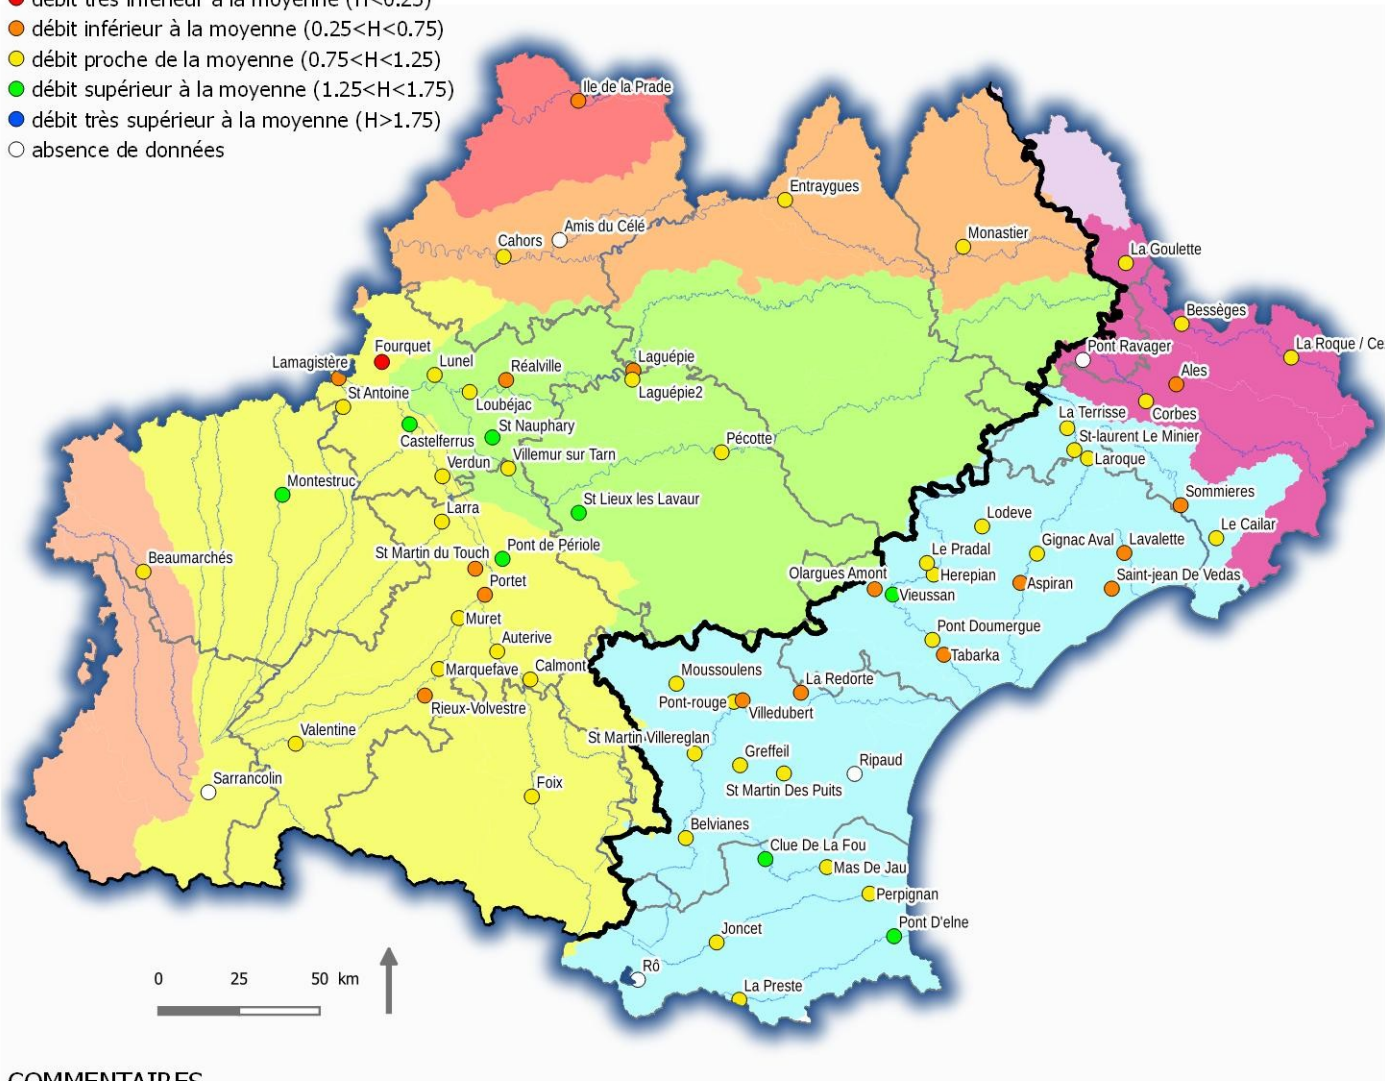 débit très inférieur à la moyenne (H<0.25)
débit inférieur à la moyenne (0.25<H<0.75)
débit proche de la moyenne (0.75<H<1.25)
débit supérieur à la moyenne (1.25<H<1.75)
débit très supérieur à la moyenne (H>1.75)
absence de données
Ile de la Prade
Entraygues
Amis du Célé
Cahors
Monastier
La Goulette
Bessèges
La Roque / Ce
Pont Ravager
Ales
Corbes
Fourquet
Lamagistère
Lunel
Réalville
Laguépie
Laguépie2
St Antoine
Loubéjac
La Terrisse
St-laurent Le Minier
Laroque
Castelferrus
St Nauphary
Pécotte
Villemur sur Tarn
Verdun
Montestruc
Sommieres
St Lieux les Lavaur
Larra
Lodeve
Le Cailar
Gignac Aval
Lavalette
Le Pradal
St Martin du Touch
Pont de Périole
Beaumarchés
Portet
Olargues Amont
Herepian
Aspiran
Saint-jean De Vedas
Vieussan
Muret
Pont Doumergue
Auterive
Tabarka
Marquefave
Calmont
Moussoulens
La Redorte
Rieux-Volvestre
Pont-rouge
Villedubert
Valentine
St Martin Villereglan
Greffeil
Ripaud
Sarrancolin
Foix
St Martin Des Puits
Belvianes
Clue De La Fou
Mas De Jau
Perpignan
Pont D'elne
Joncet
Rô
La Preste
0 25 50 km
COMMENTAIRES